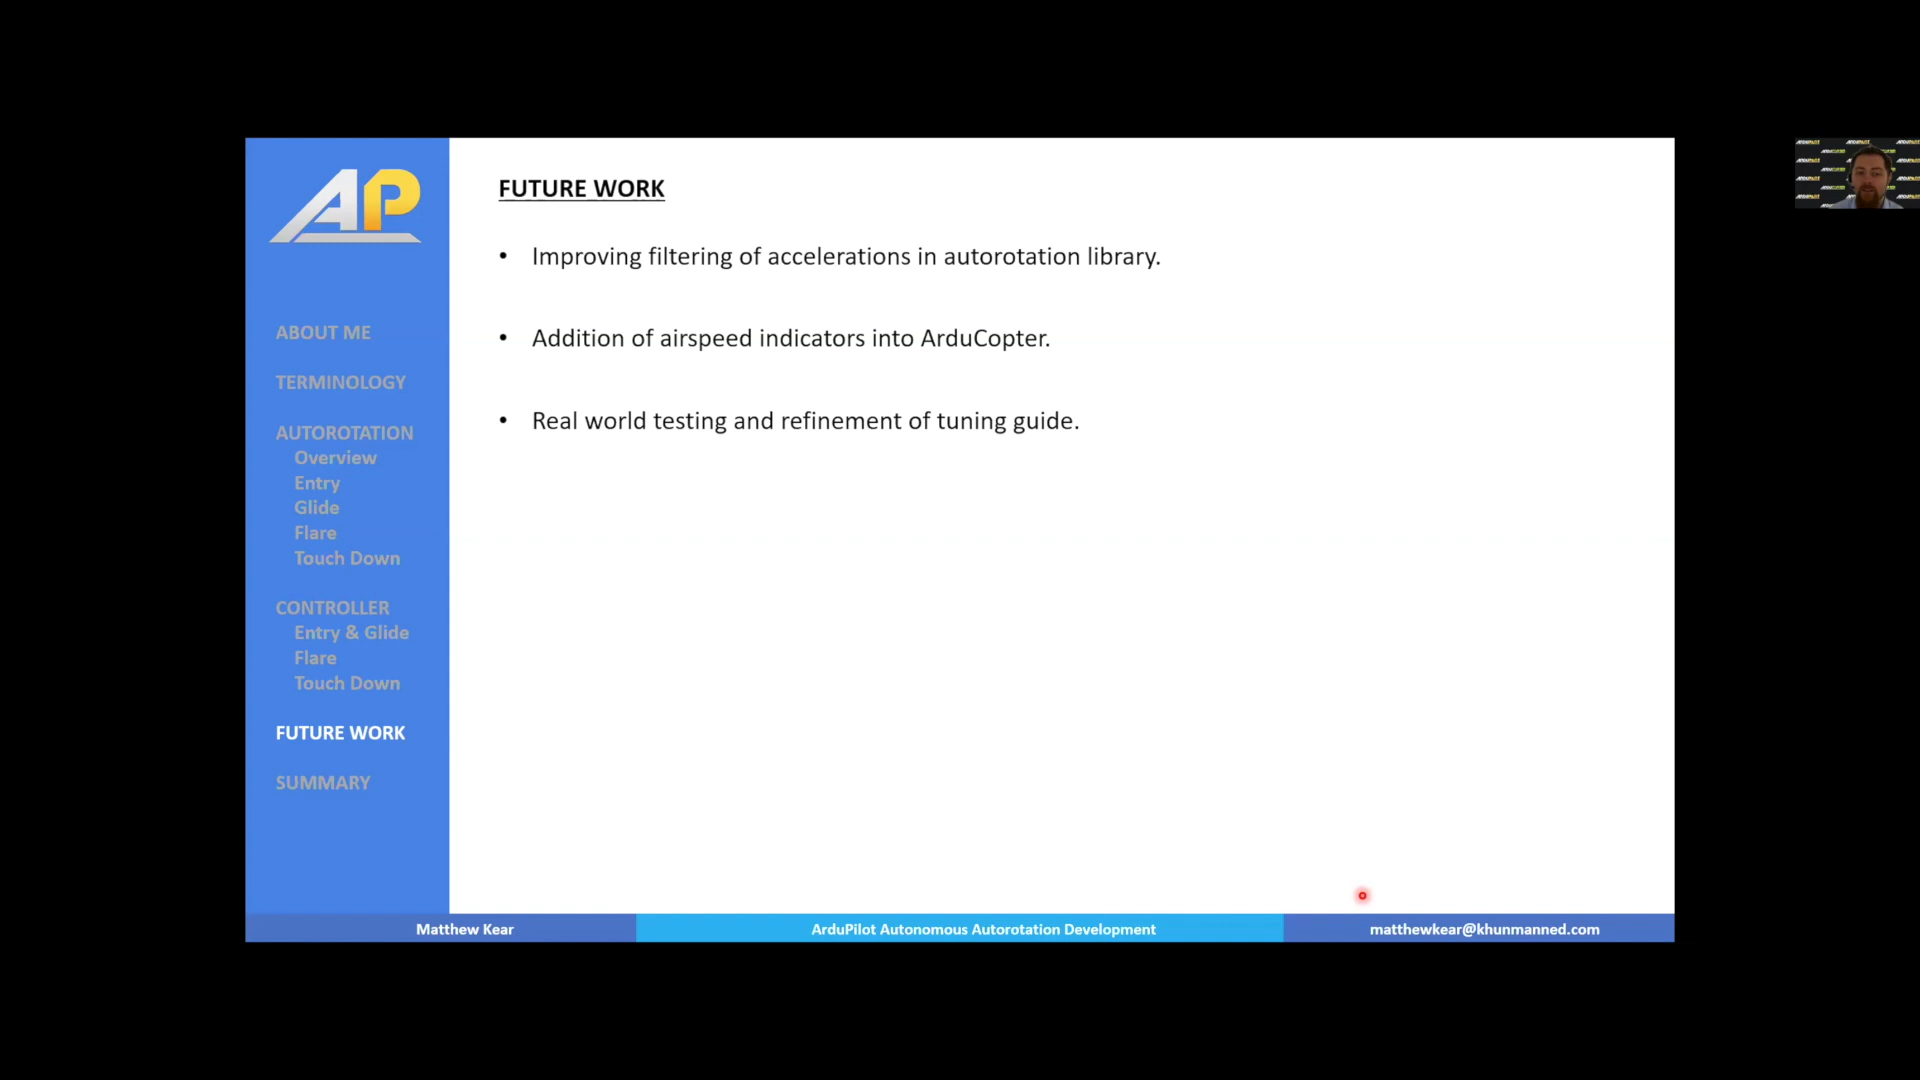 AP
ABOUT ME
TERMINOLOGY
AUTOROTATION
Overview
Entry
Glide
Flare
Touch Down
CONTROLLER
Entry & Glide
Flare
Touch Down
FUTURE WORK
SUMMARY
FUTURE WORK
• Improving filtering of accelerations in autorotation library.
• Addition of airspeed indicators into ArduCopter.
• Real world testing and refinement of tuning guide.
Matthew Kear
ArduPilot Autonomous Autorotation Development
matthewkear@khunmanned.com